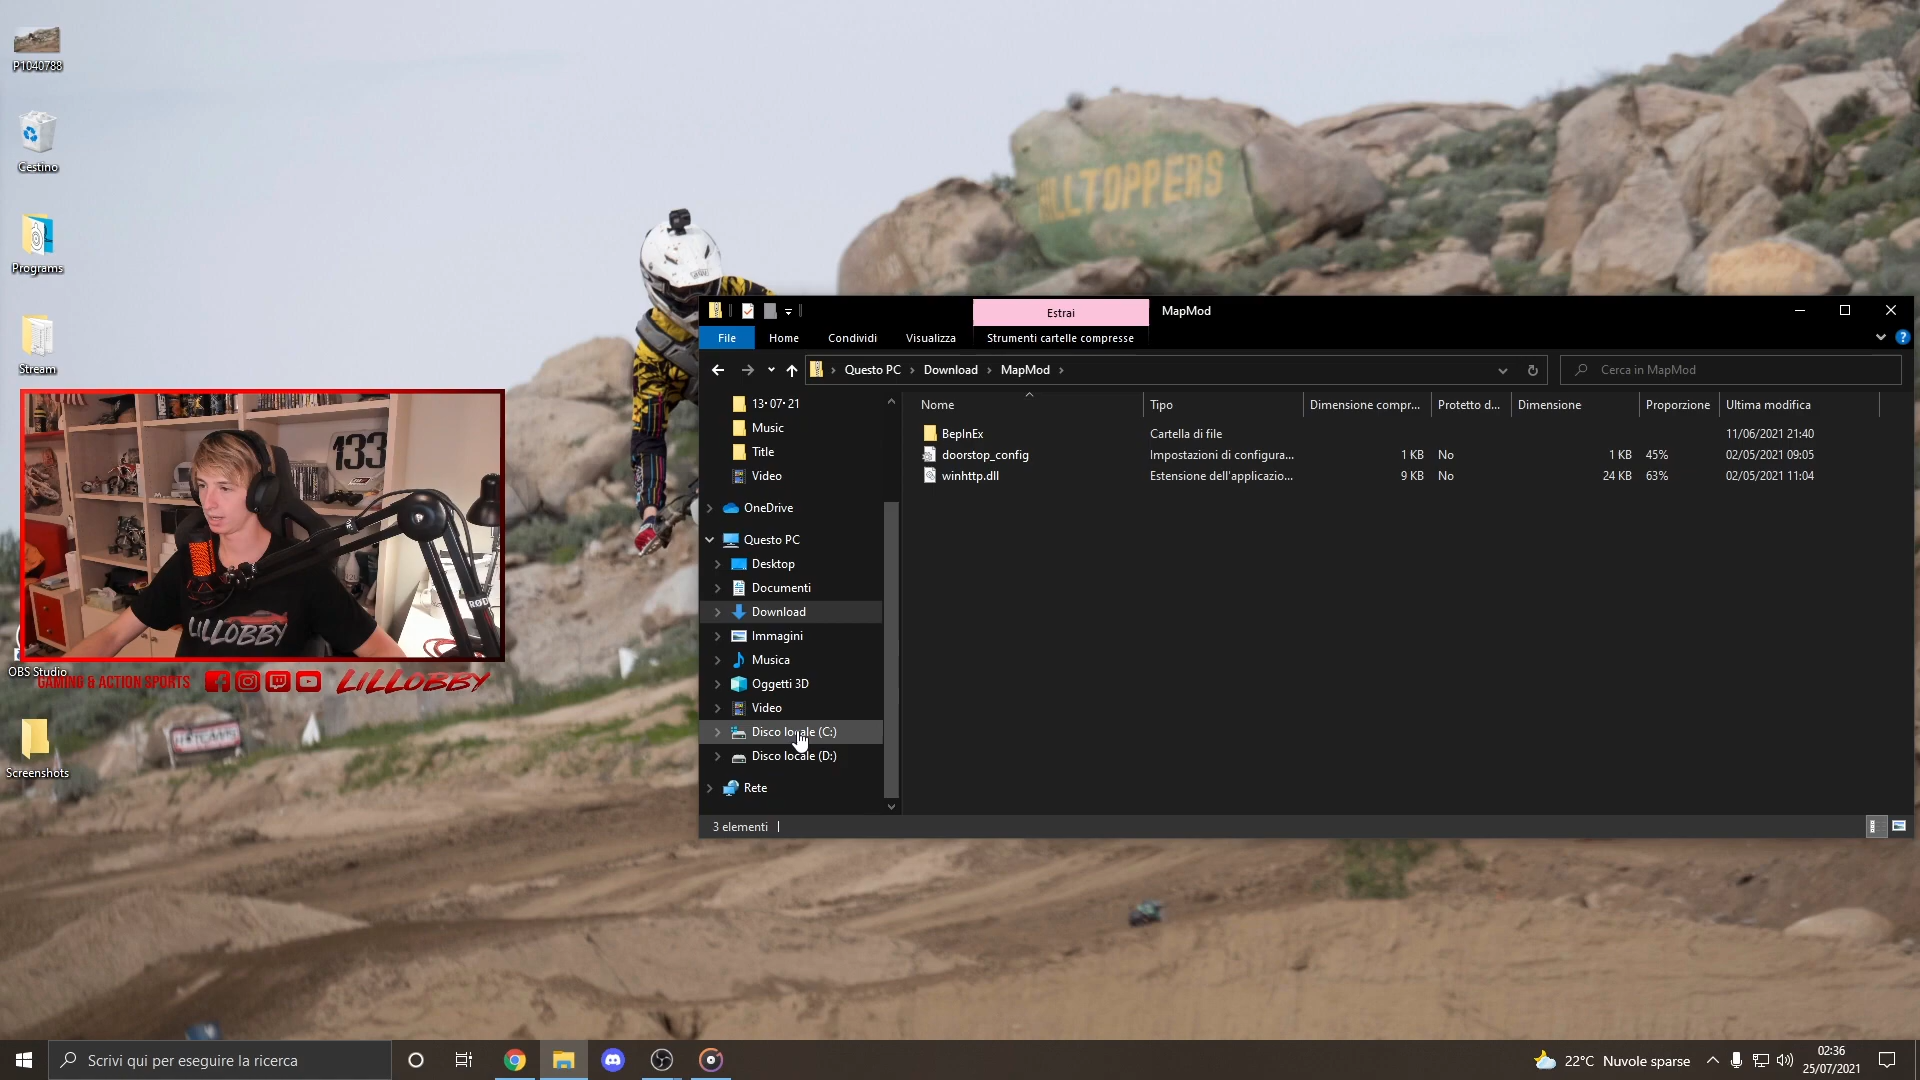 P1040788
Cestino
Programs
Stream
OBS Studio
Screenshots
133
LILLOBBY
RØD
GAMING & ACTION SPORTS
LILLOBBY
LLTOPPERS
Estrai
MapMod
File
Home
Condividi
Visualizza
Strumenti cartelle compresse
Questo PC
Download
MapMod
Cerca in MapMod
13·07·21
Music
Title
Video
OneDrive
Questo PC
Desktop
Documenti
Download
Immagini
Musica
Oggetti 3D
Video
Disco locale (C:)
Disco locale (D:)
Rete
Nome Tipo Dimensione compr... Protetto d... Dimensione Proporzione Ultima modifica
BepInEx Cartella di file 11/06/2021 21:40
doorstop_config Impostazioni di configura... 1 KB No 1 KB 45% 02/05/2021 09:05
winhttp.dll Estensione dell'applicazio... 9 KB No 24 KB 63% 02/05/2021 11:04
3 elementi
Scrivi qui per eseguire la ricerca
22°C Nuvole sparse
02:36
25/07/2021